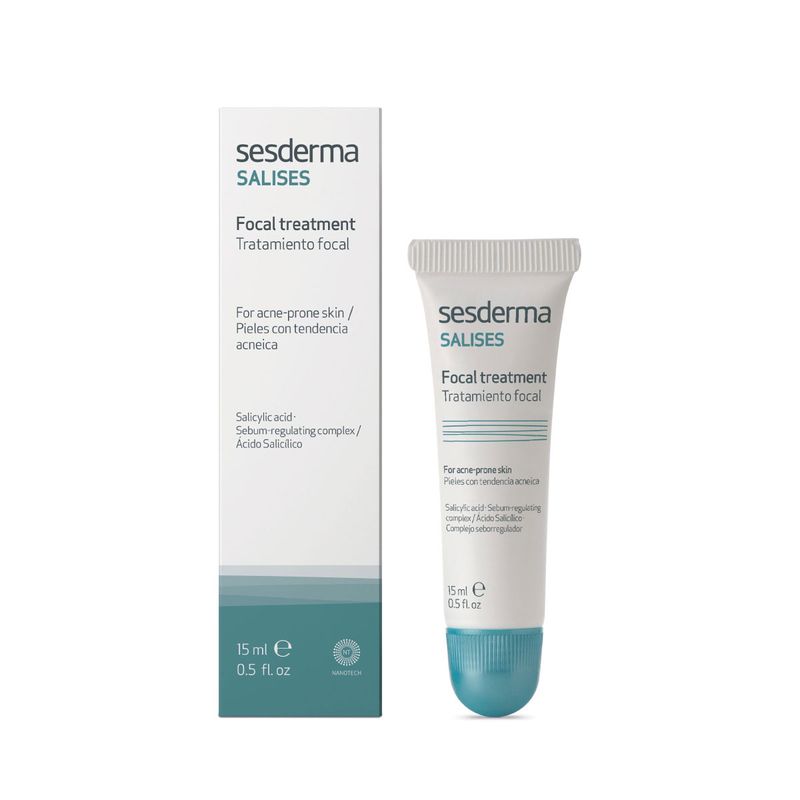 sesderma
SALISES
Focal treatment
Tratamiento focal
For acne-prone skin /
Pieles con tendencia
acneica
Salicylic acid ·
Sebum-regulating complex /
Ácido Salicílico
15 ml e
0.5 fl. oz
NT
NANOTECH
sesderma
SALISES
Focal treatment
Tratamiento focal
For acne-prone skin
Pieles con tendencia acneica
Salicylic acid · Sebum-regulating
complex / Ácido Salicílico ·
Complejo seborregulador
15 ml e
0.5 fl. oz